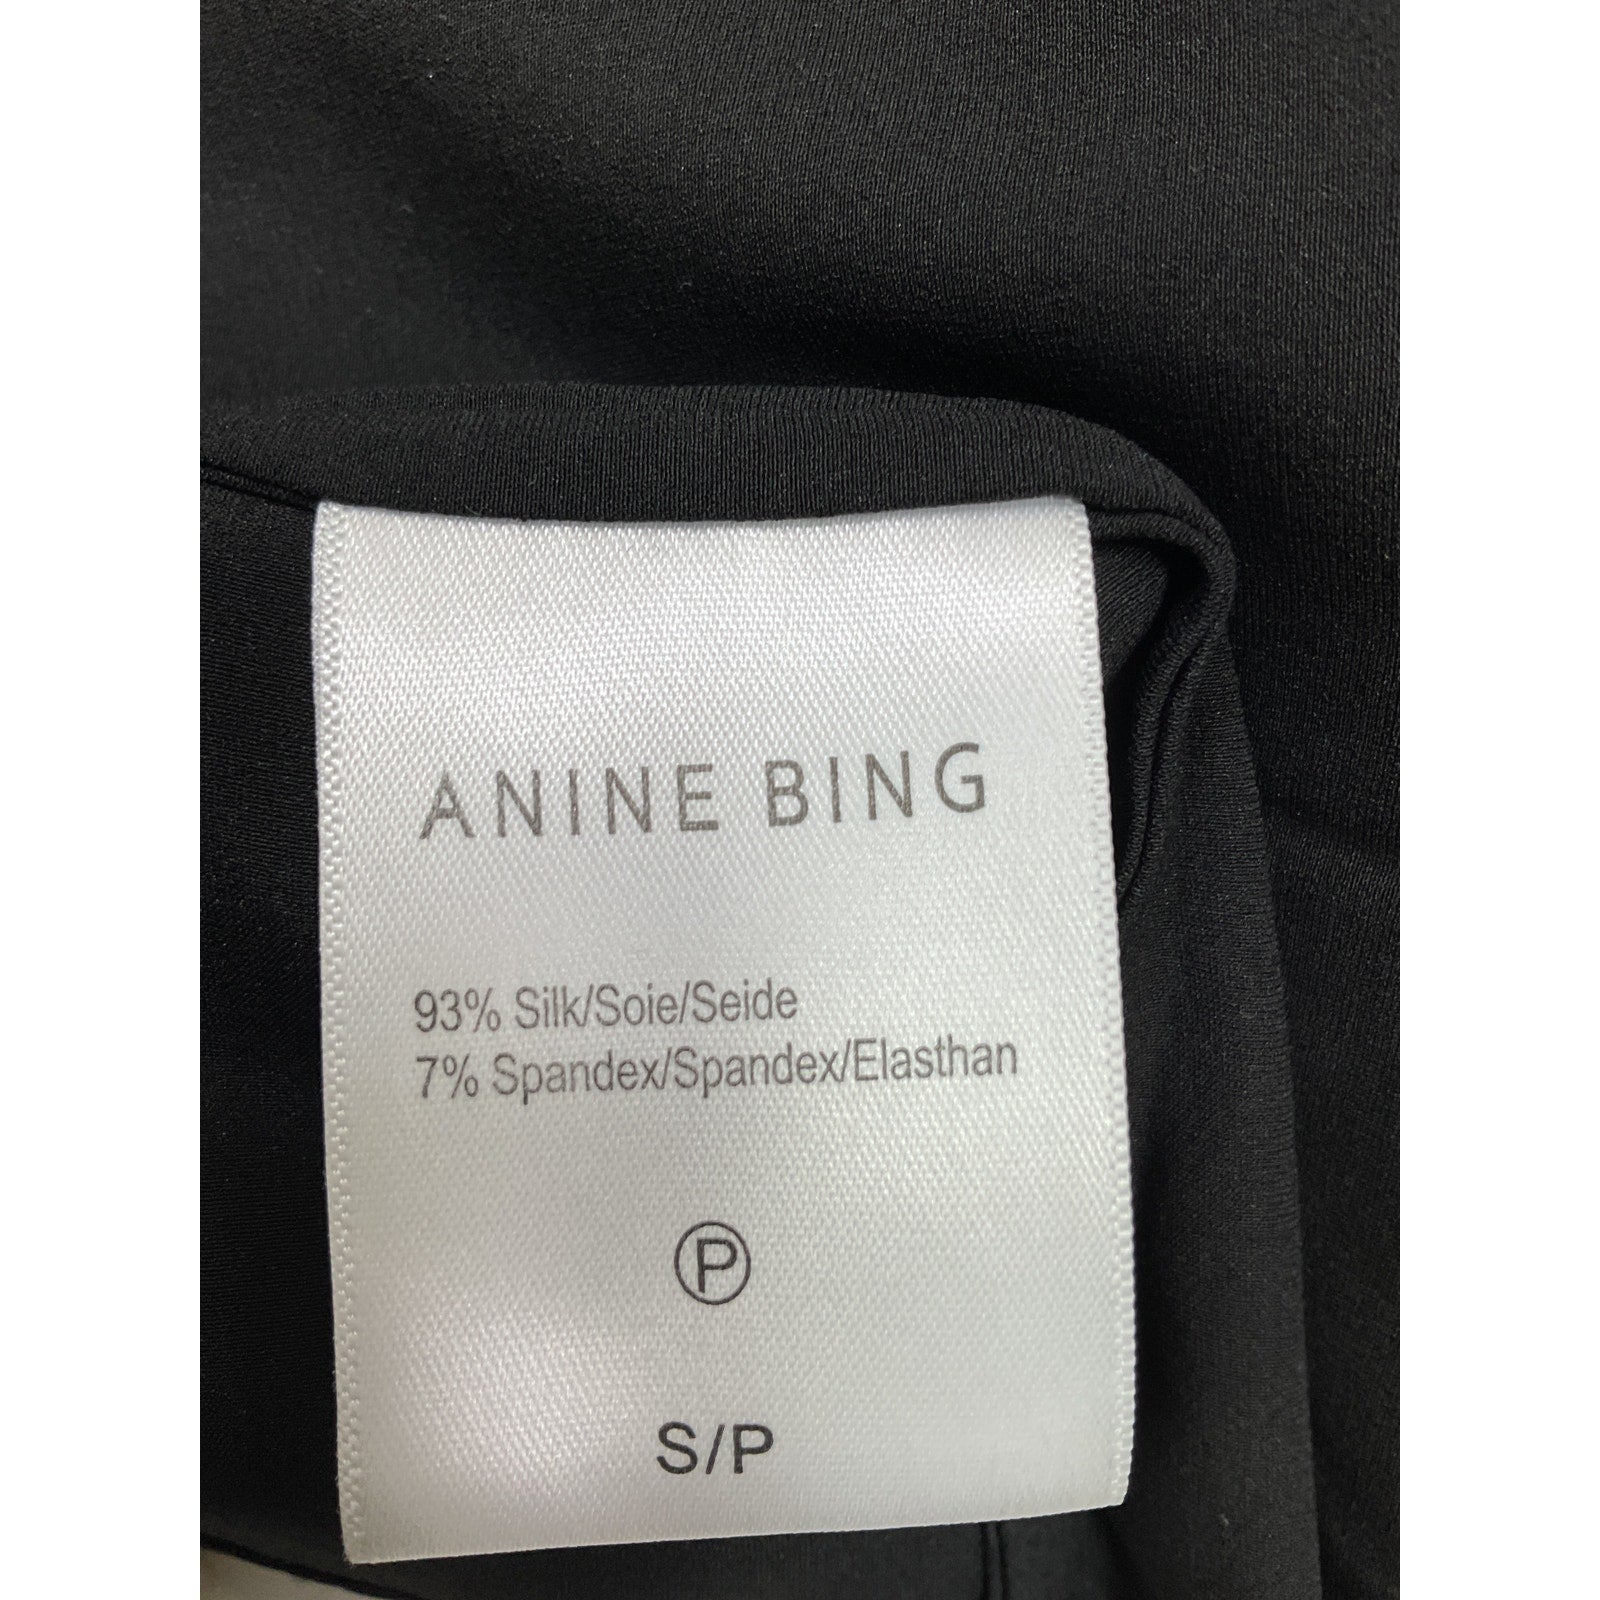 ANINE BING
93% Silk/Soie/Seide
7% Spandex/Spandex/Elasthan
P
S/P